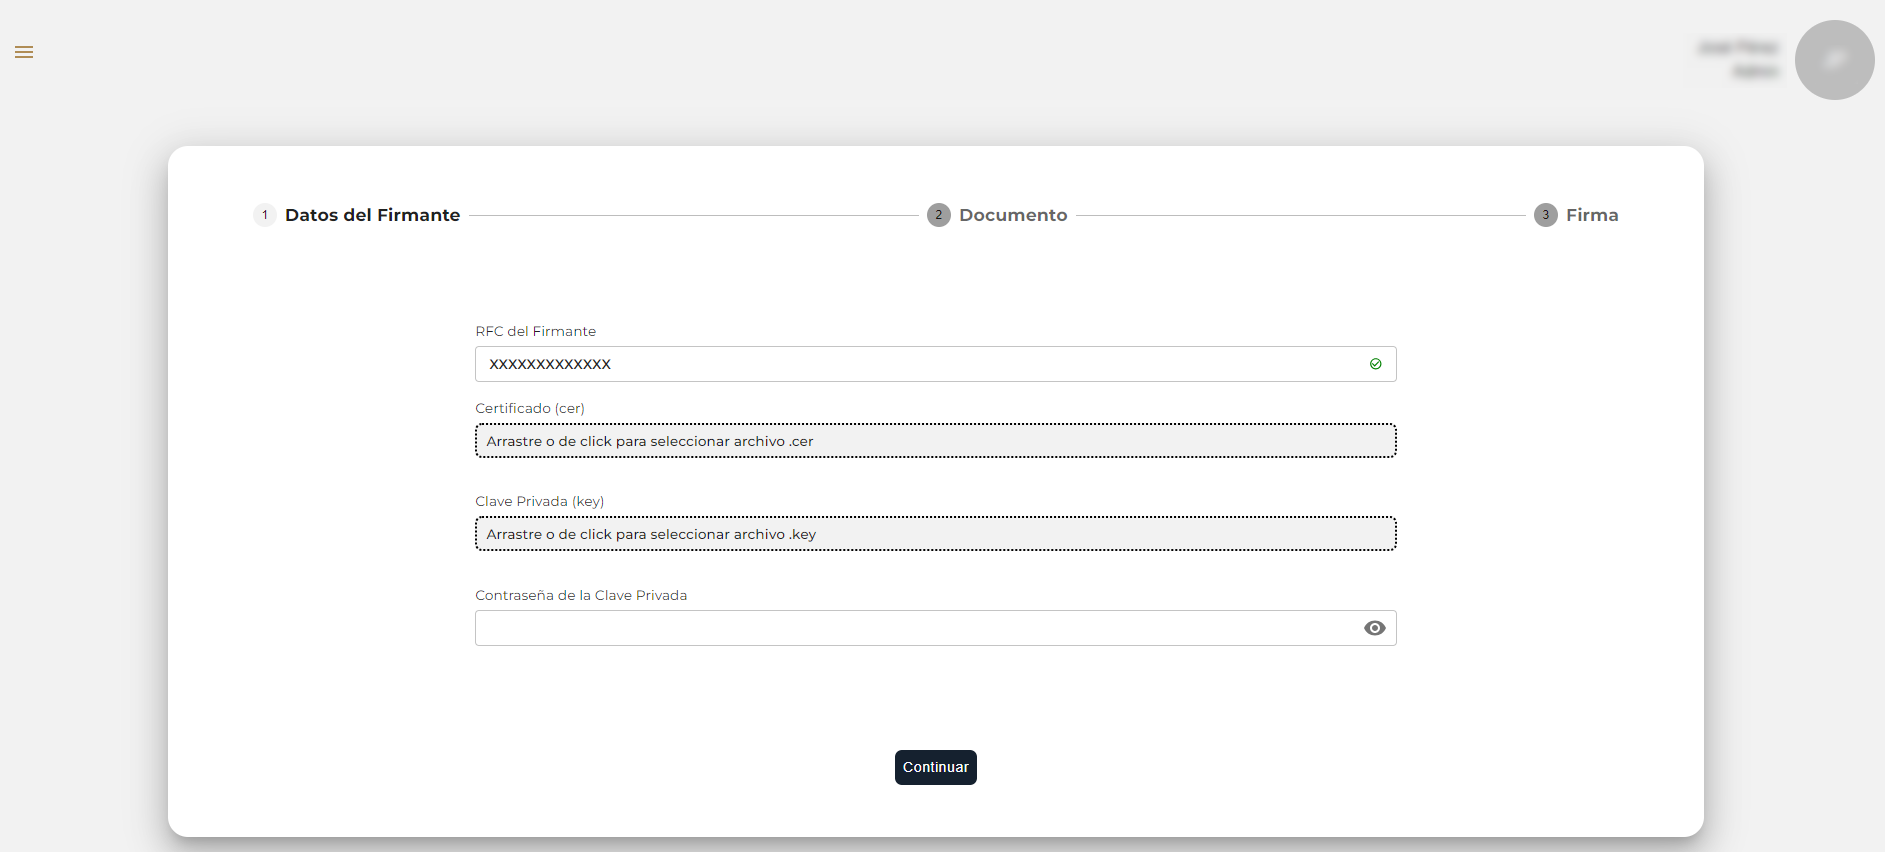 1 Datos del Firmante 2 Documento 3 Firma
RFC del Firmante
XXXXXXXXXXXXX
Certificado (cer)
Arrastre o de click para seleccionar archivo .cer
Clave Privada (key)
Arrastre o de click para seleccionar archivo .key
Contraseña de la Clave Privada
Continuar